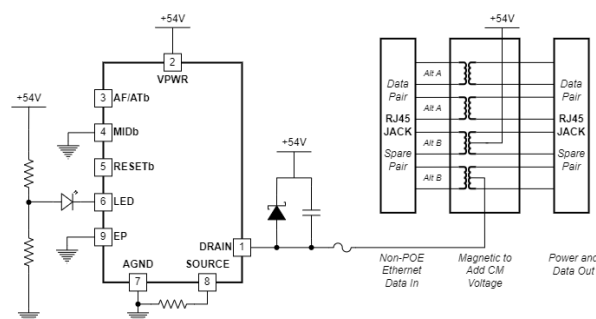 +54V
+54V
2
VPWR
3 AF/ATb
4 MIDb
5 RESETb
6 LED
9 EP
AGND
7
SOURCE
8
DRAIN 1
+54V
+54V
Data
Pair
RJ45
JACK
Spare
Pair
Alt A
Alt A
Alt B
Alt B
+54V
Data
Pair
RJ45
JACK
Spare
Pair
Non-POE
Ethernet
Data In
Magnetic to
Add CM
Voltage
Power and
Data Out